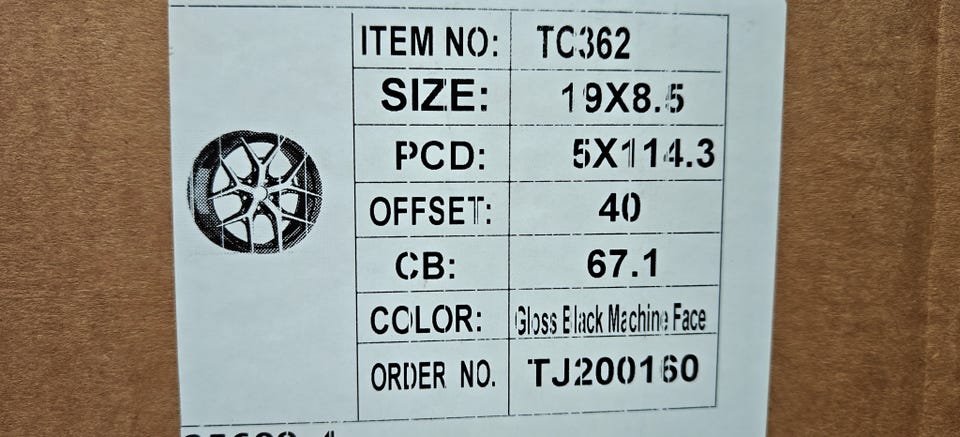 ITEM NO: TC362
SIZE: 19X8.5
PCD: 5X114.3
OFFSET: 40
CB: 67.1
COLOR: Gloss Black Machine Face
ORDER NO. TJ200160